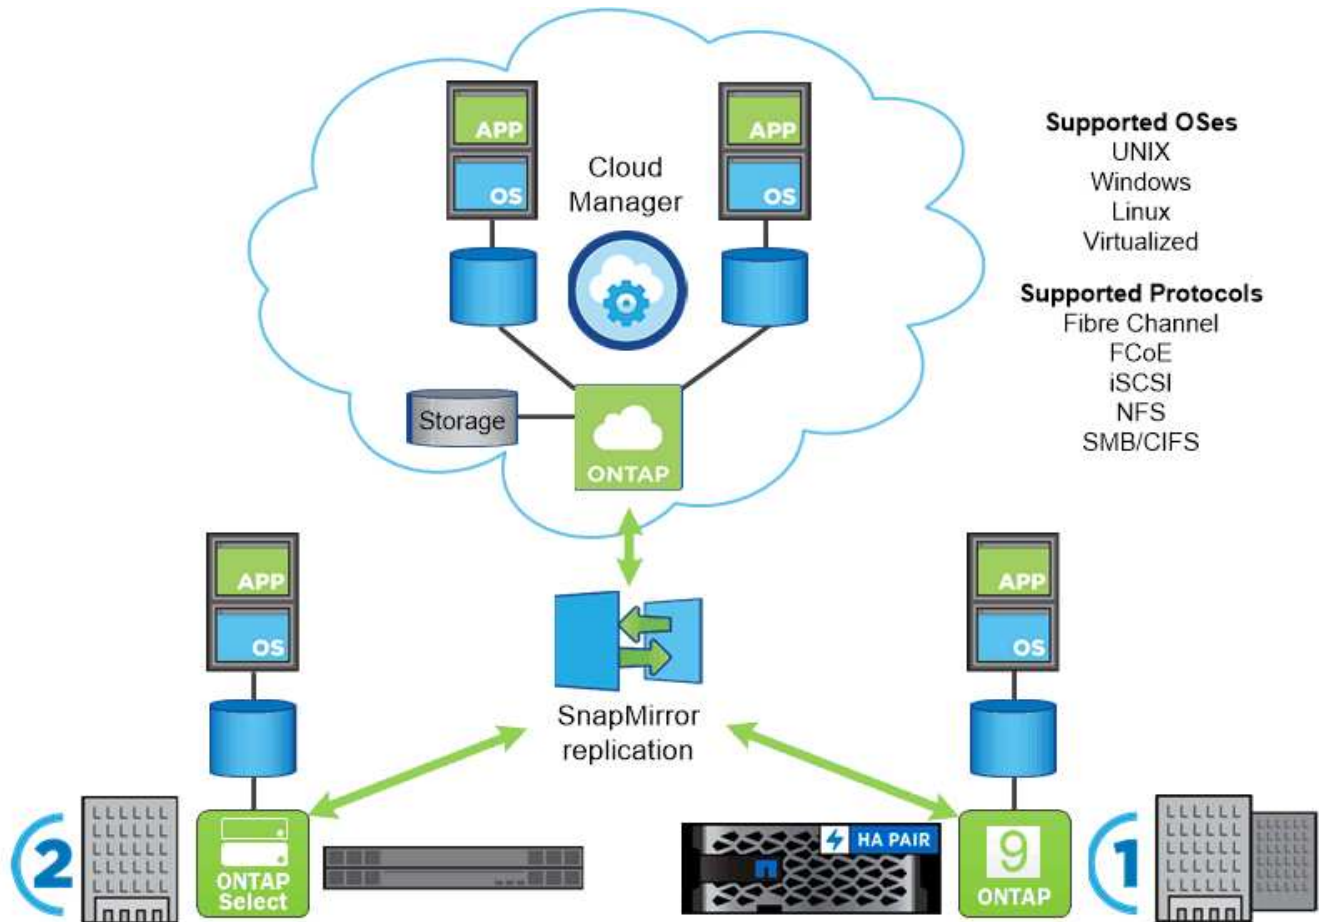 APP
OS
Cloud
Manager
APP
OS
Storage
ONTAP
Supported OSes
UNIX
Windows
Linux
Virtualized
Supported Protocols
Fibre Channel
FCoE
iSCSI
NFS
SMB/CIFS
APP
OS
SnapMirror
replication
APP
OS
2
ONTAP
Select
HA PAIR
9
ONTAP
1